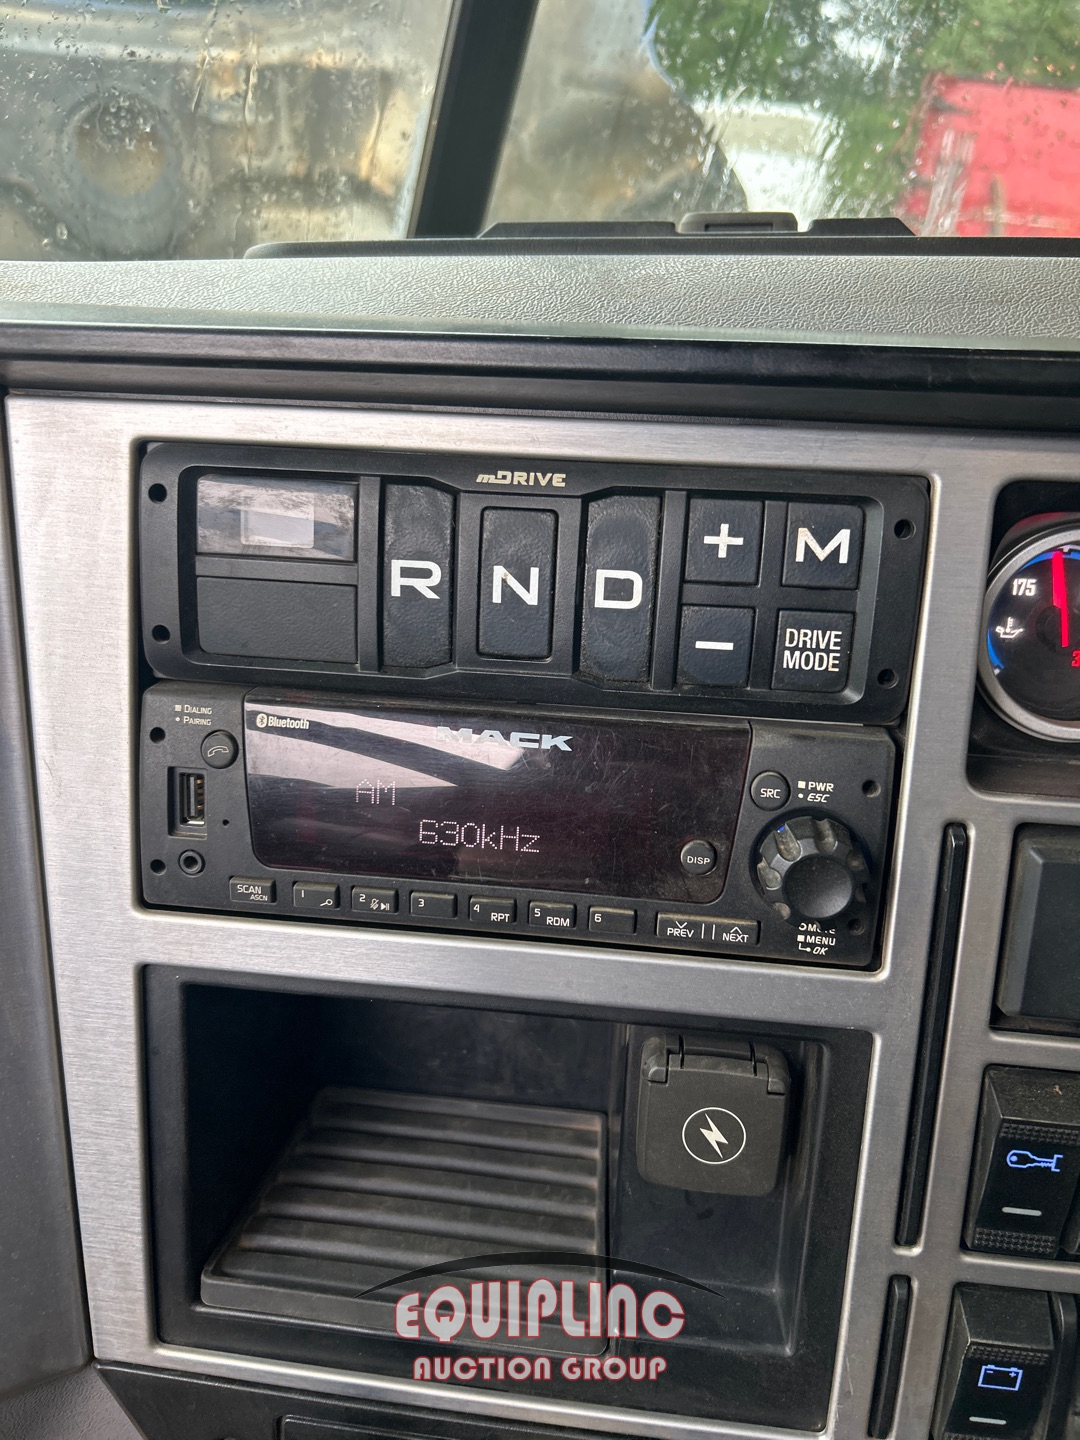 mDRIVE
R N D + M
- DRIVE
MODE
175
DIALING
PAIRING
Bluetooth
MACK
SRC
PWR
ESC
AM
630kHz
DISP
SCAN
ASCN
1
2
3
4 RPT
5 RDM
6
PREV
NEXT
MENU
OK
EQUIPLINC
AUCTION GROUP